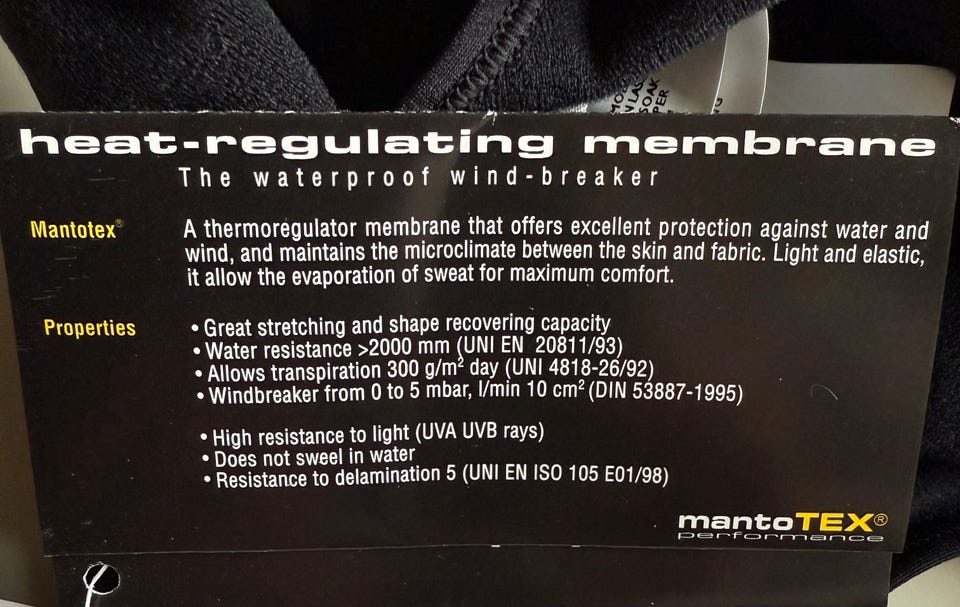 MO
N LAS
SOAK
PER
heat-regulating membrane
The waterproof wind-breaker
Mantotex® A thermoregulator membrane that offers excellent protection against water and
wind, and maintains the microclimate between the skin and fabric. Light and elastic,
it allow the evaporation of sweat for maximum comfort.
Properties • Great stretching and shape recovering capacity
• Water resistance >2000 mm (UNI EN 20811/93)
• Allows transpiration 300 g/m² day (UNI 4818-26/92)
• Windbreaker from 0 to 5 mbar, l/min 10 cm² (DIN 53887-1995)
• High resistance to light (UVA UVB rays)
• Does not sweel in water
• Resistance to delamination 5 (UNI EN ISO 105 E01/98)
mantoTEX®
performance